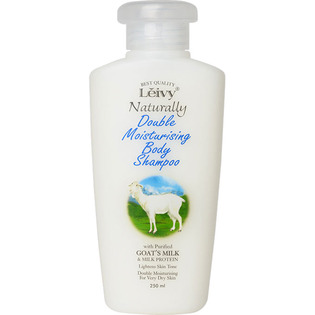 BEST QUALITY
Leivy®
Naturally
Double
Moisturising
Body
Shampoo
with Purified
GOAT'S MILK
& MILK PROTEIN
Lightens Skin Tone
Double Moisturising
for Very Dry Skin
250 ml